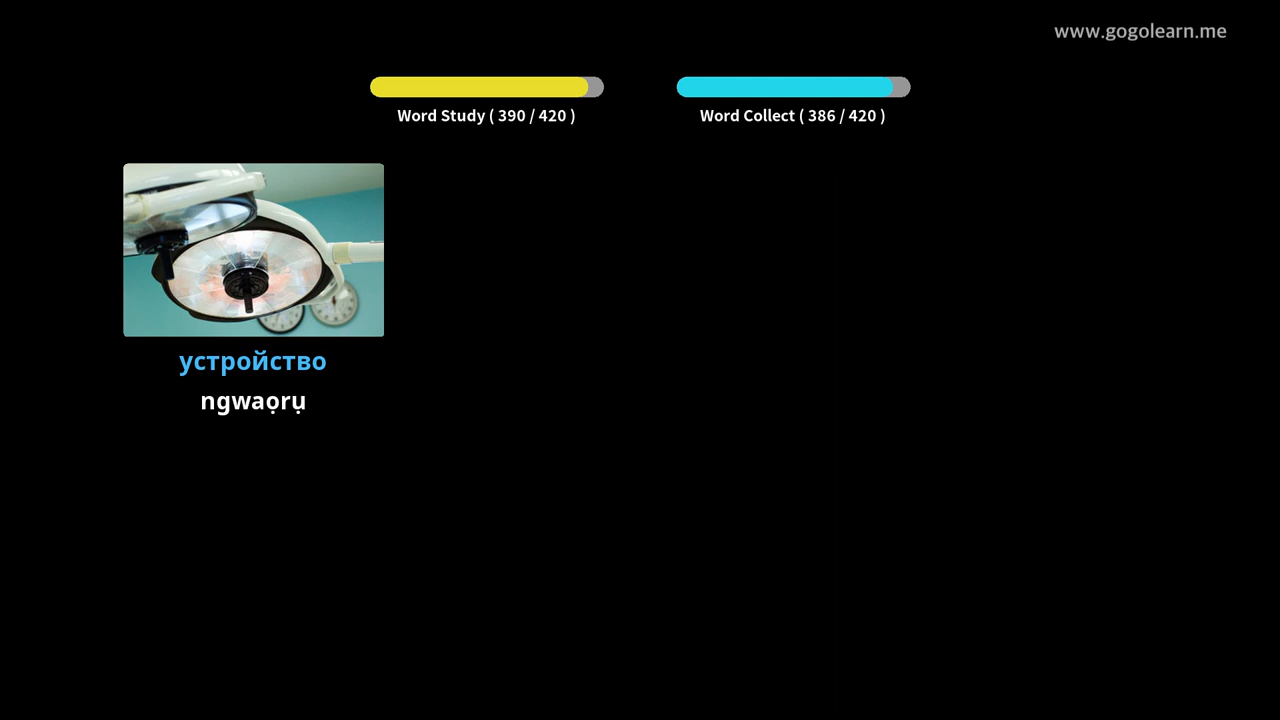 www.gogolearn.me
Word Study ( 390 / 420 )
Word Collect ( 386 / 420 )
устройство
ngwaọrụ